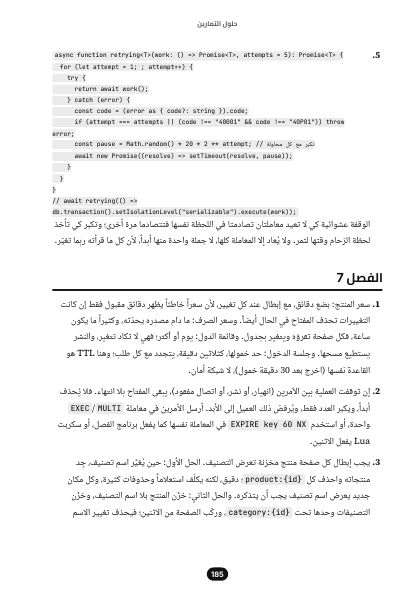 حلول التمارين
5.
async function retrying<T>(work: () => Promise<T>, attempts = 5): Promise<T> {
for (let attempt = 1; ; attempt++) {
try {
return await work();
} catch (error) {
const code = (error as { code?: string }).code;
if (attempt === attempts || (code !== "40001" && code !== "40P01")) throw
error;
const pause = Math.random() * 20 * 2 ** attempt; // تكبر مع كل محاولة
await new Promise((resolve) => setTimeout(resolve, pause));
}
}
}
// await retrying(() =>
db.transaction().setIsolationLevel("serializable").execute(work));
الوقفة عشوائية كي لا تعيد معاملتان تصادمتا في اللحظة نفسها فتتصادما مرة أخرى؛ وتكبر كي تأخذ
لحظة الزحام وقتها لتمر. ولا يُعاد إلا المعاملة كلها، لا جملة واحدة منها أبداً، لأن كل ما قرأته ربما تغيّر.
الفصل 7
1. سعر المنتج: بضع دقائق، مع إبطال عند كل تغيير، لأن سعراً خاطئاً يظهر دقائق مقبول فقط إن كانت
التغييرات تحذف المفتاح في الحال أيضاً. وسعر الصرف: ما دام مصدره يحدّثه، وكثيراً ما يكون
ساعة، فكل صفحة تقرؤه ويتغير بجدول. وقائمة الدول: يوم أو أكثر؛ فهي لا تكاد تتغير، والنشر
يستطيع مسحها. وجلسة الدخول: حد خمولها، كثلاثين دقيقة، يتجدد مع كل طلب؛ وهنا TTL هو
القاعدة نفسها (اخرج بعد 30 دقيقة خمول)، لا شبكة أمان.
2. إن توقفت العملية بين الأمرين (انهيار، أو نشر، أو اتصال مفقود)، يبقى المفتاح بلا انتهاء. فلا يُحذف
أبداً، ويكبر العدد فقط، ويُرفض ذلك العميل إلى الأبد. أرسل الأمرين في معاملة MULTI / EXEC
واحدة، أو استخدم EXPIRE key 60 NX في المعاملة نفسها كما يفعل برنامج الفصل، أو سكربت
Lua يفعل الاثنين.
3. يجب إبطال كل صفحة منتج مخزنة تعرض التصنيف. الحل الأول: حين يُغيَّر اسم تصنيف، جِد
منتجاته واحذف كل product:{id}؛ دقيق، لكنه يكلّف استعلاماً وحذوفات كثيرة، وكل مكان
جديد يعرض اسم تصنيف يجب أن يتذكره. والحل الثاني: خزّن المنتج بلا اسم التصنيف، وخزّن
التصنيفات وحدها تحت category:{id}، وركّب الصفحة من الاثنين؛ فيحذف تغيير الاسم
185